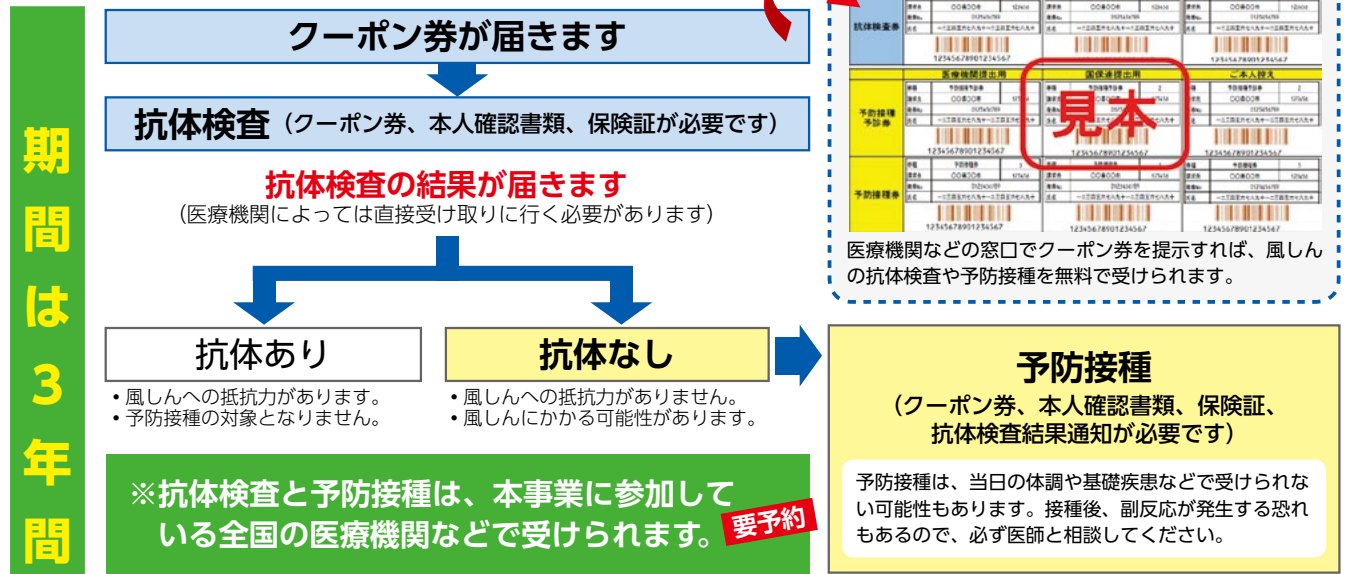 期間は3年間
クーポン券が届きます
抗体検査（クーポン券、本人確認書類、保険証が必要です）
抗体検査の結果が届きます
（医療機関によっては直接受け取りに行く必要があります）
抗体あり
・風しんへの抵抗力があります。
・予防接種の対象となりません。
抗体なし
・風しんへの抵抗力がありません。
・風しんにかかる可能性があります。
※抗体検査と予防接種は、本事業に参加して
いる全国の医療機関などで受けられます。
要予約
抗体検査券
12345678901234567
医療機関提出用
国保連提出用
ご本人控え
予防接種
予診券
見本
12345678901234567
12345678901234567
12345678901234567
予防接種券
12345678901234567
12345678901234567
12345678901234567
医療機関などの窓口でクーポン券を提示すれば、風しん
の抗体検査や予防接種を無料で受けられます。
予防接種
（クーポン券、本人確認書類、保険証、
抗体検査結果通知が必要です）
予防接種は、当日の体調や基礎疾患などで受けられな
い可能性もあります。接種後、副反応が発生する恐れ
もあるので、必ず医師と相談してください。